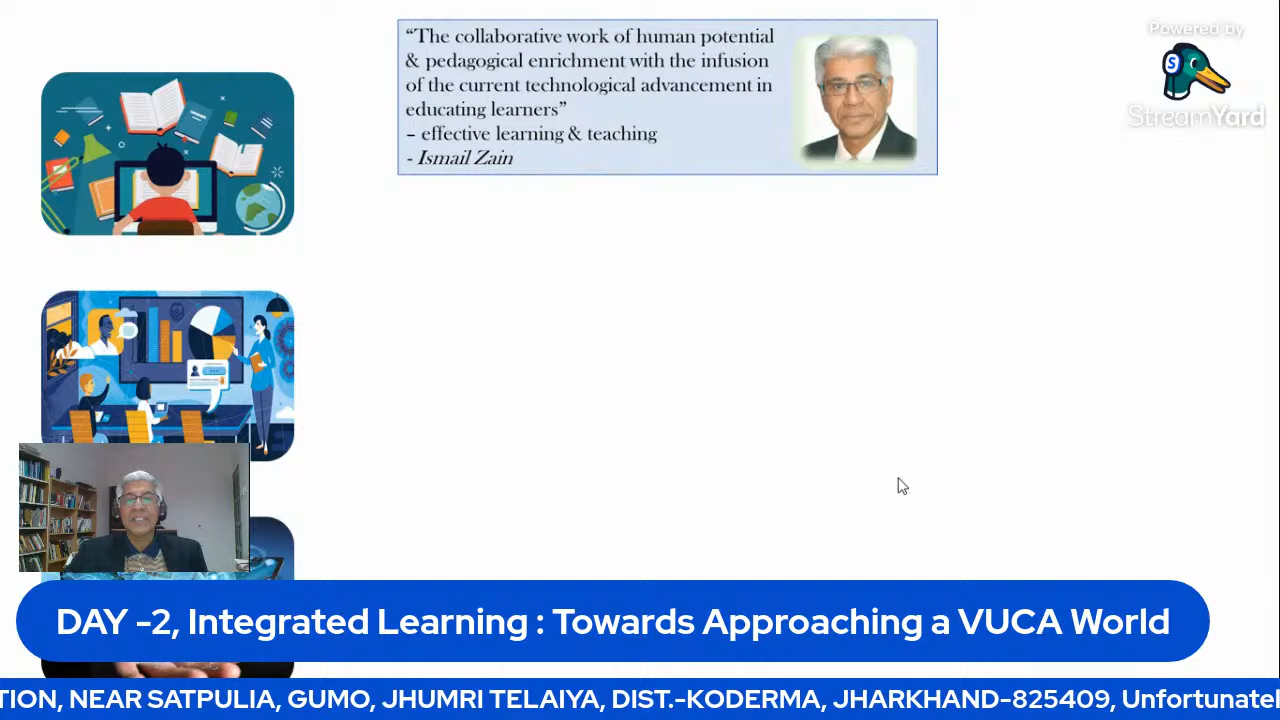 “The collaborative work of human potential
& pedagogical enrichment with the infusion
of the current technological advancement in
educating learners”
– effective learning & teaching
- Ismail Zain
Powered by
StreamYard
DAY -2, Integrated Learning : Towards Approaching a VUCA World
TION, NEAR SATPULIA, GUMO, JHUMRI TELAIYA, DIST.-KODERMA, JHARKHAND-825409, Unfortunatel